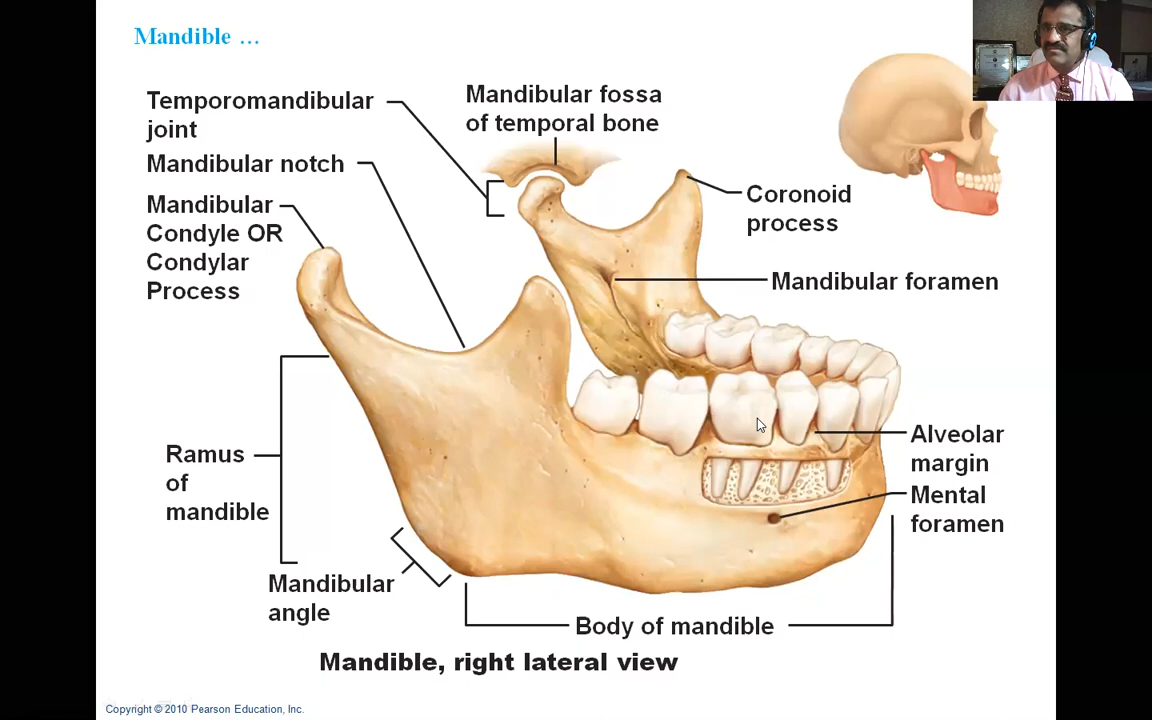 Mandible …
Temporomandibular
joint
Mandibular fossa
of temporal bone
Mandibular notch
Mandibular
Condyle OR
Condylar
Process
Coronoid
process
Mandibular foramen
Alveolar
margin
Mental
foramen
Ramus
of
mandible
Mandibular
angle
Body of mandible
Mandible, right lateral view
Copyright © 2010 Pearson Education, Inc.